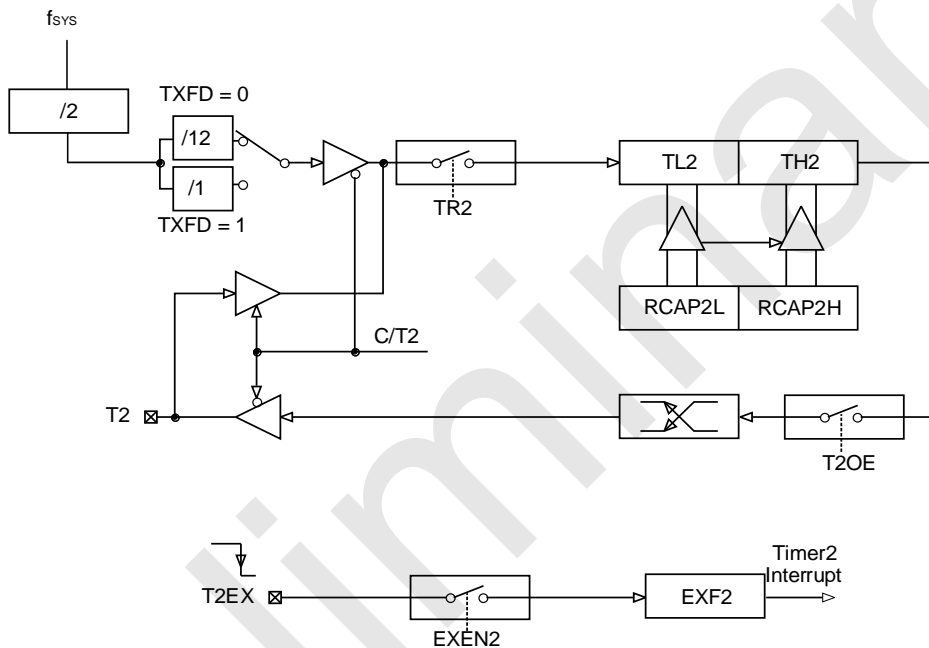 fSYS
/2
TXFD = 0
/12
/1
TXFD = 1
TR2
TL2
TH2
RCAP2L
RCAP2H
C/T2
T2
T2OE
T2EX
EXEN2
EXF2
Timer2
Interrupt
liminar